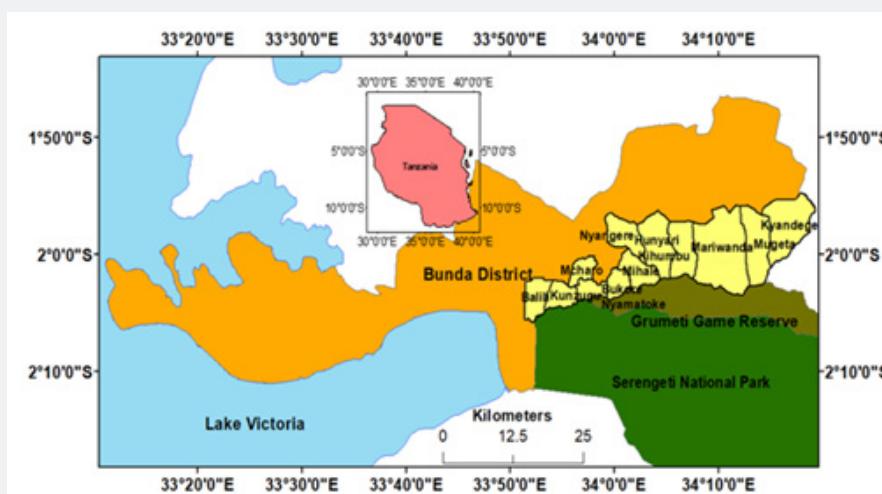 33°20'0"E 33°30'0"E 33°40'0"E 33°50'0"E 34°0'0"E 34°10'0"E
30°0'0"E 35°0'0"E 40°0'0"E
1°50'0"S 1°50'0"S
5°0'0"S 5°0'0"S
Tanzania
10°0'0"S 10°0'0"S
30°0'0"E 35°0'0"E 40°0'0"E
Kyandege
Nyangere Hunyari Mariwanda Mugeta
2°0'0"S Kihumbu 2°0'0"S
Bunda District Mcharo Mihale
Balili Kunzugu
Nyamatoke
Grumeti Game Reserve
2°10'0"S 2°10'0"S
Serengeti National Park
Lake Victoria
Kilometers
0 12.5 25
33°20'0"E 33°30'0"E 33°40'0"E 33°50'0"E 34°0'0"E 34°10'0"E